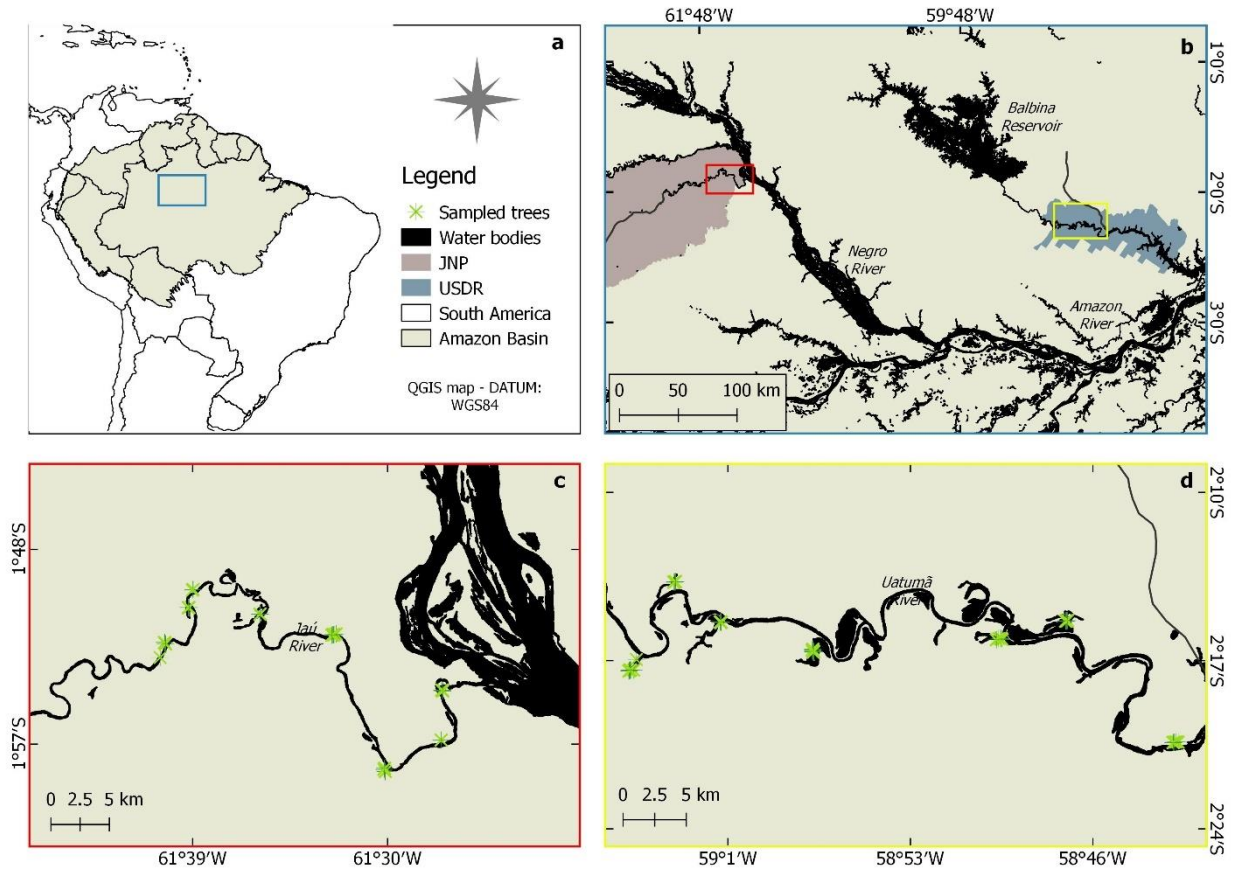 a
Legend
Sampled trees
Water bodies
JNP
USDR
South America
Amazon Basin
QGIS map - DATUM:
WGS84
61°48'W
59°48'W
b
1°0'S
2°0'S
3°0'S
Balbina
Reservoir
Negro
River
Amazon
River
0 50 100 km
c
1°48'S
1°57'S
Jaú
River
0 2.5 5 km
61°39'W
61°30'W
d
2°10'S
2°17'S
2°24'S
Uatumã
River
0 2.5 5 km
59°1'W
58°53'W
58°46'W